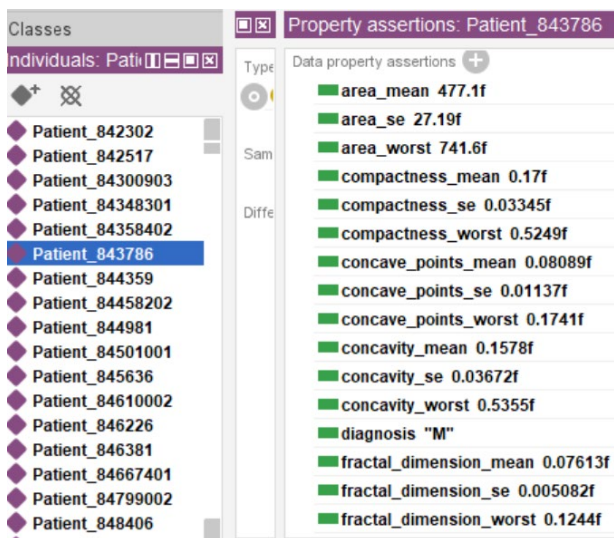 Classes
Individuals: Pati
Patient_842302
Patient_842517
Patient_84300903
Patient_84348301
Patient_84358402
Patient_843786
Patient_844359
Patient_84458202
Patient_844981
Patient_84501001
Patient_845636
Patient_84610002
Patient_846226
Patient_846381
Patient_84667401
Patient_84799002
Patient_848406
Type
Sam
Diffe
Property assertions: Patient_843786
Data property assertions
area_mean 477.1f
area_se 27.19f
area_worst 741.6f
compactness_mean 0.17f
compactness_se 0.03345f
compactness_worst 0.5249f
concave_points_mean 0.08089f
concave_points_se 0.01137f
concave_points_worst 0.1741f
concavity_mean 0.1578f
concavity_se 0.03672f
concavity_worst 0.5355f
diagnosis "M"
fractal_dimension_mean 0.07613f
fractal_dimension_se 0.005082f
fractal_dimension_worst 0.1244f